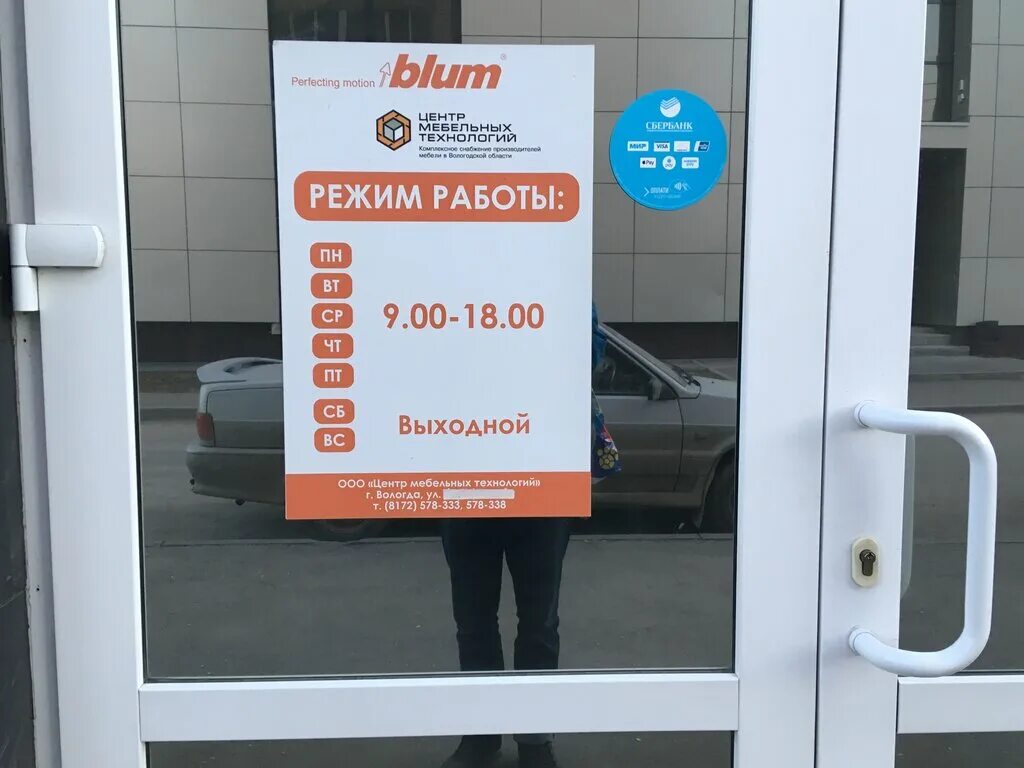 Perfecting motion blum®
ЦЕНТР
МЕБЕЛЬНЫХ
ТЕХНОЛОГИЙ
Комплексное снабжение производителей
мебели в Вологодской области
РЕЖИМ РАБОТЫ:
ПН
ВТ
СР 9.00-18.00
ЧТ
ПТ
СБ
Выходной
ВС
ООО «Центр мебельных технологий»
г. Вологда, ул.
т. (8172) 578-333, 578-338
СБЕРБАНК
МИР VISA
Pay
ОПЛАТИ